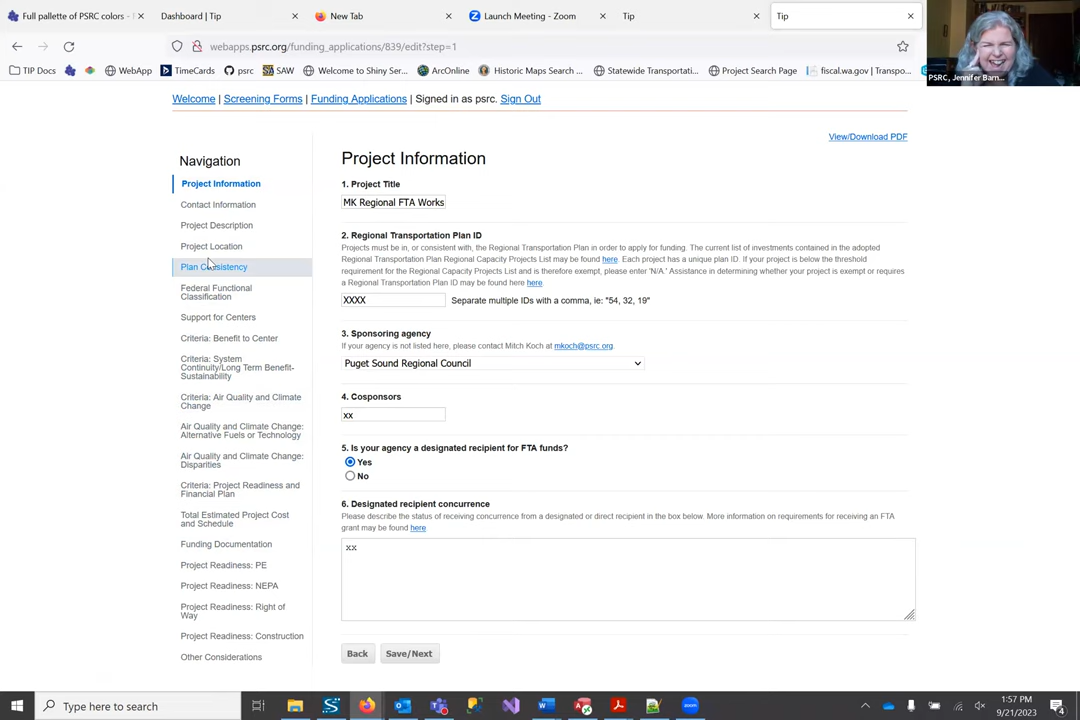 Full pallette of PSRC colors -
Dashboard | Tip
New Tab
Launch Meeting - Zoom
Tip
Tip
webapps.psrc.org/funding_applications/839/edit?step=1
TIP Docs
WebApp
TimeCards
psrc
SAW
Welcome to Shiny Ser...
ArcOnline
Historic Maps Search ...
Statewide Transportati...
Project Search Page
fiscal.wa.gov | Transpo...
PSRC, Jennifer Barn...
Welcome | Screening Forms | Funding Applications | Signed in as psrc. Sign Out
View/Download PDF
Navigation
Project Information
Contact Information
Project Description
Project Location
Plan Consistency
Federal Functional
Classification
Support for Centers
Criteria: Benefit to Center
Criteria: System
Continuity/Long Term Benefit-
Sustainability
Criteria: Air Quality and Climate
Change
Air Quality and Climate Change:
Alternative Fuels or Technology
Air Quality and Climate Change:
Disparities
Criteria: Project Readiness and
Financial Plan
Total Estimated Project Cost
and Schedule
Funding Documentation
Project Readiness: PE
Project Readiness: NEPA
Project Readiness: Right of
Way
Project Readiness: Construction
Other Considerations
Project Information
1. Project Title
MK Regional FTA Works
2. Regional Transportation Plan ID
Projects must be in, or consistent with, the Regional Transportation Plan in order to apply for funding. The current list of investments contained in the adopted
Regional Transportation Plan Regional Capacity Projects List may be found here. Each project has a unique plan ID. If your project is below the threshold
requirement for the Regional Capacity Projects List and is therefore exempt, please enter 'N/A.' Assistance in determining whether your project is exempt or requires
a Regional Transportation Plan ID may be found here here.
XXXX
Separate multiple IDs with a comma, ie: "54, 32, 19"
3. Sponsoring agency
If your agency is not listed here, please contact Mitch Koch at mkoch@psrc.org.
Puget Sound Regional Council
4. Cosponsors
xx
5. Is your agency a designated recipient for FTA funds?
Yes
No
6. Designated recipient concurrence
Please describe the status of receiving concurrence from a designated or direct recipient in the box below. More information on requirements for receiving an FTA
grant may be found here
xx
Back
Save/Next
Type here to search
1:57 PM
9/21/2023
4